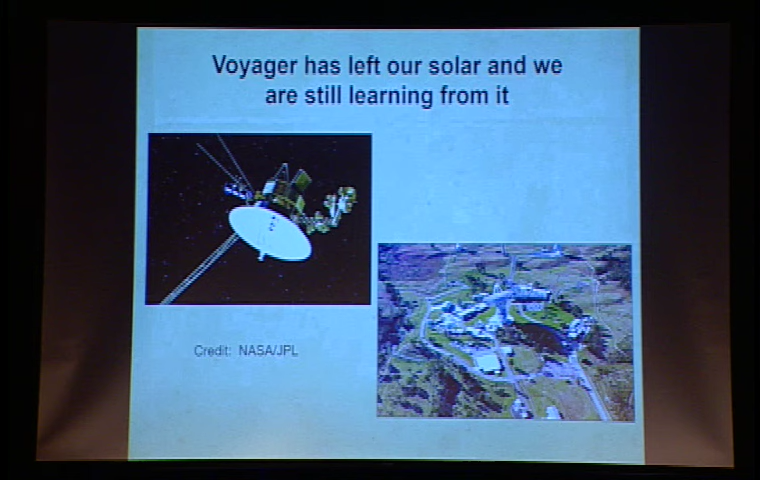 Voyager has left our solar and we
are still learning from it
Credit: NASA/JPL